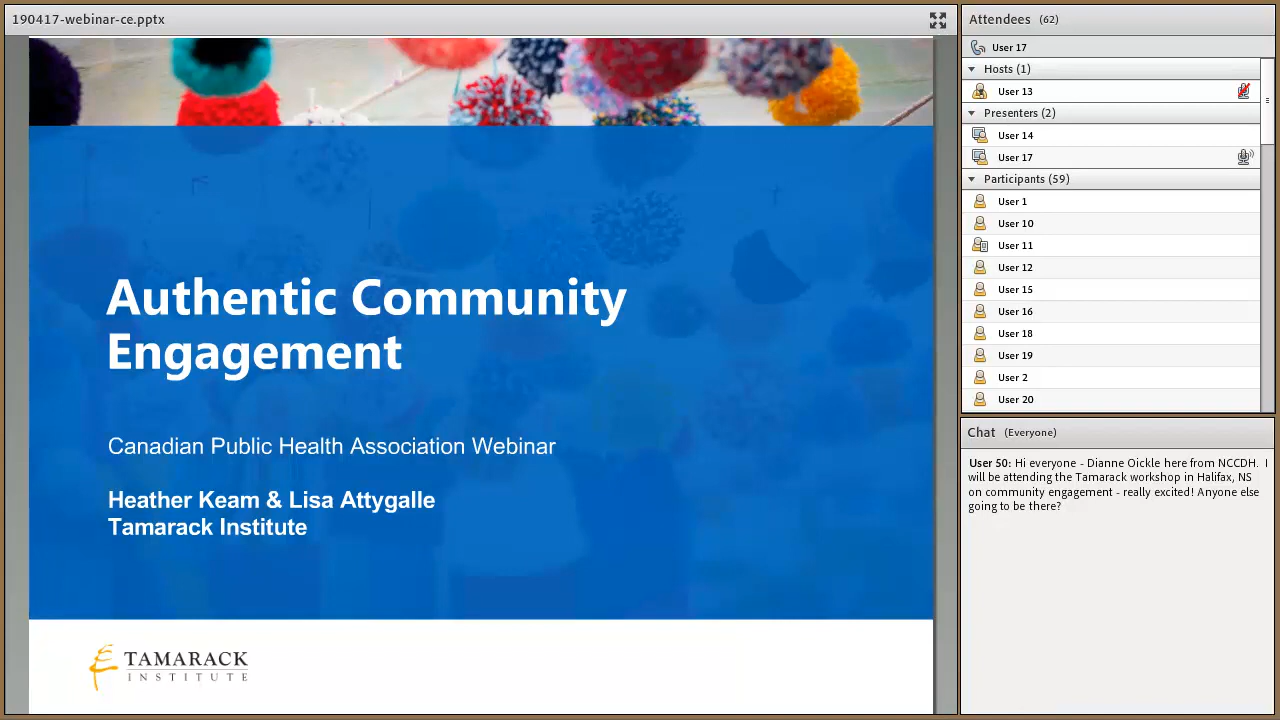 190417-webinar-ce.pptx
Authentic Community
Engagement
Canadian Public Health Association Webinar
Heather Keam & Lisa Attygalle
Tamarack Institute
TAMARACK
INSTITUTE
Attendees (62)
User 17
Hosts (1)
User 13
Presenters (2)
User 14
User 17
Participants (59)
User 1
User 10
User 11
User 12
User 15
User 16
User 18
User 19
User 2
User 20
Chat (Everyone)
User 50: Hi everyone - Dianne Oickle here from NCCDH. I
will be attending the Tamarack workshop in Halifax, NS
on community engagement - really excited! Anyone else
going to be there?